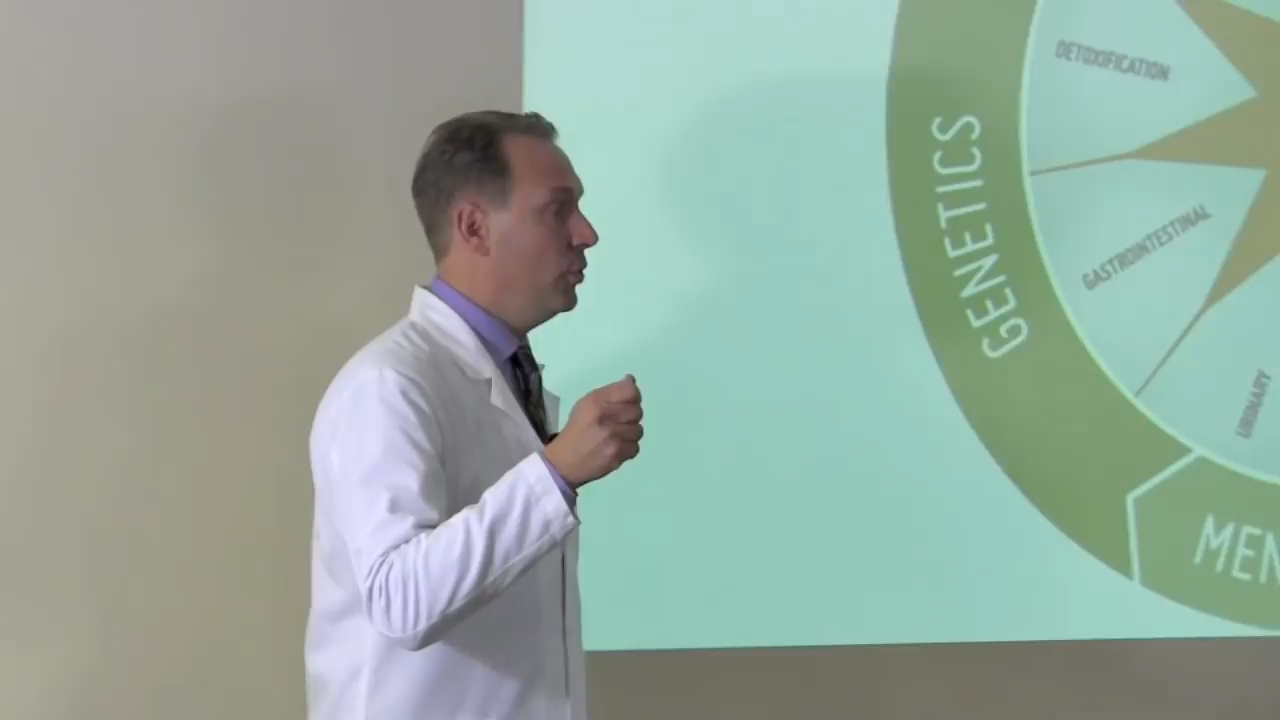 DETOXIFICATION
GENETICS
GASTROINTESTINAL
URINARY
MEN